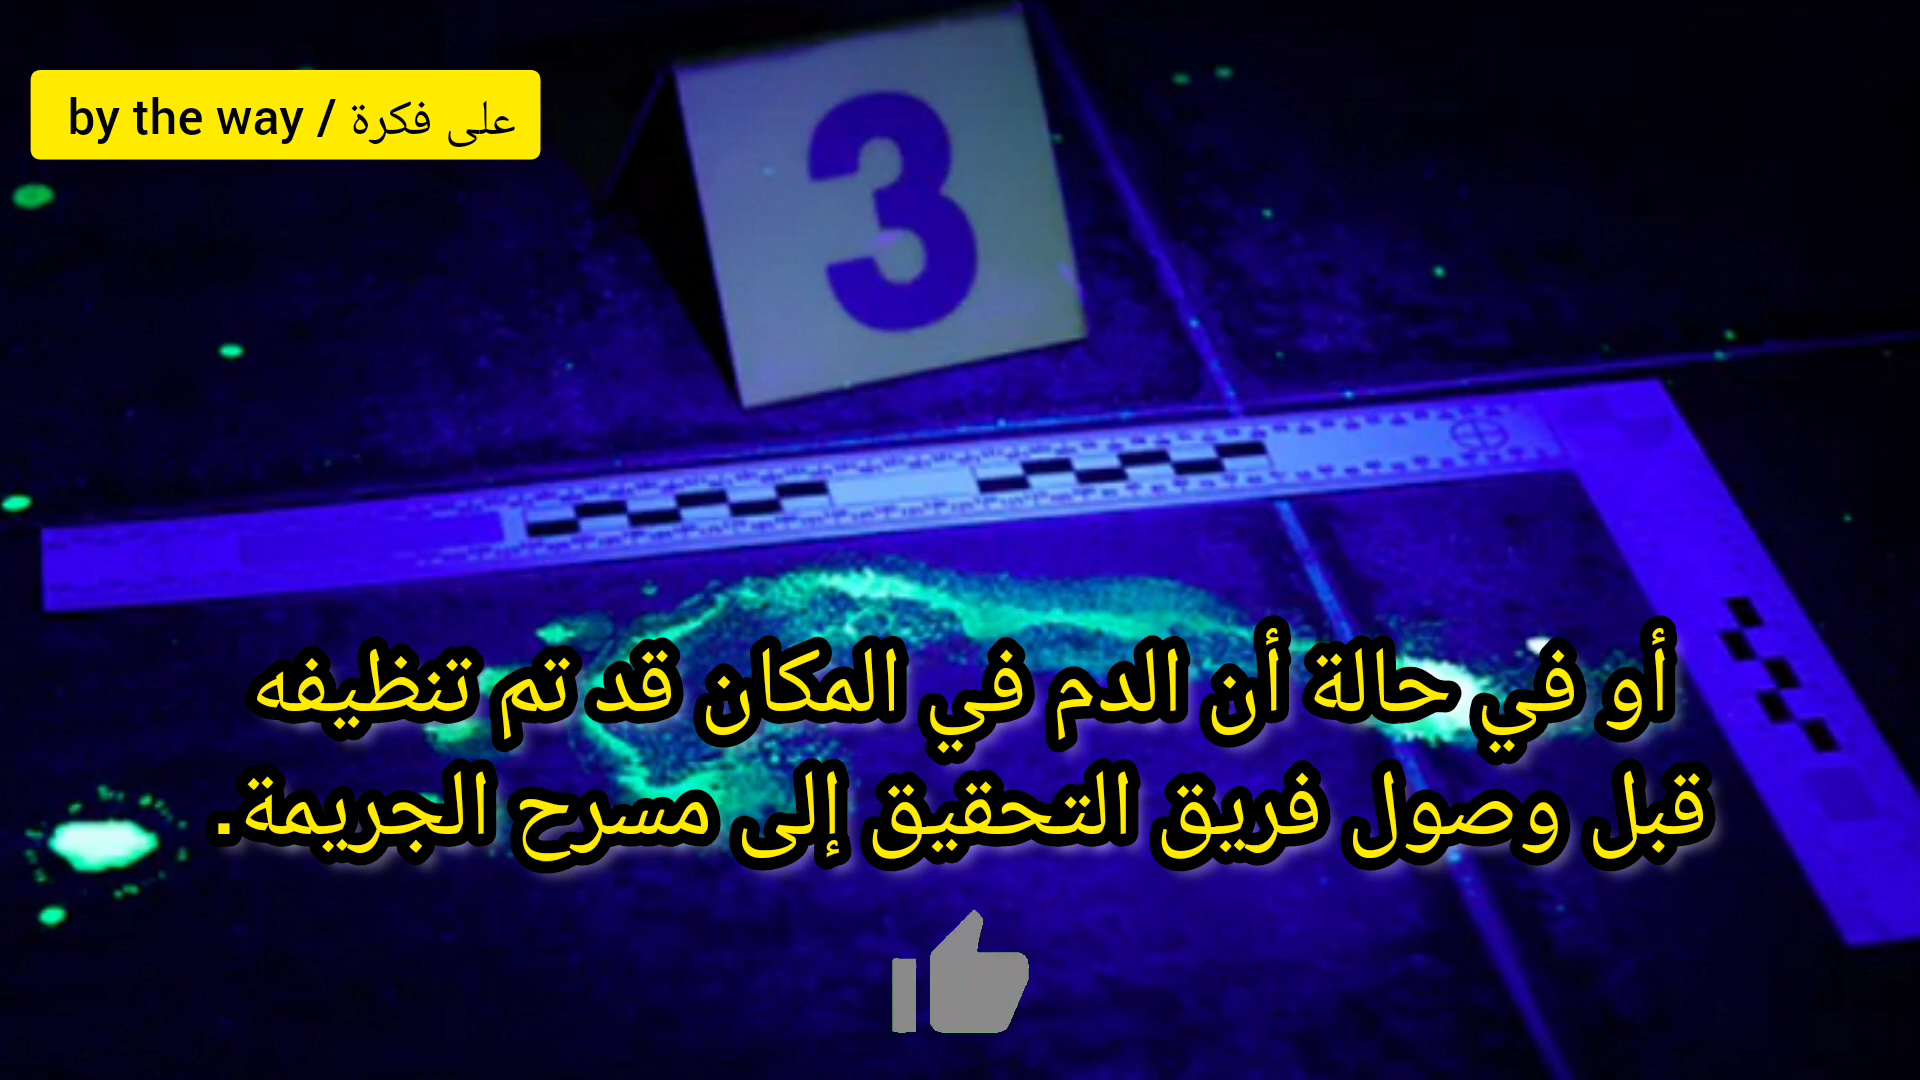 by the way / على فكرة
3
أو في حالة أن الدم في المكان قد تم تنظيفه
قبل وصول فريق التحقيق إلى مسرح الجريمة.